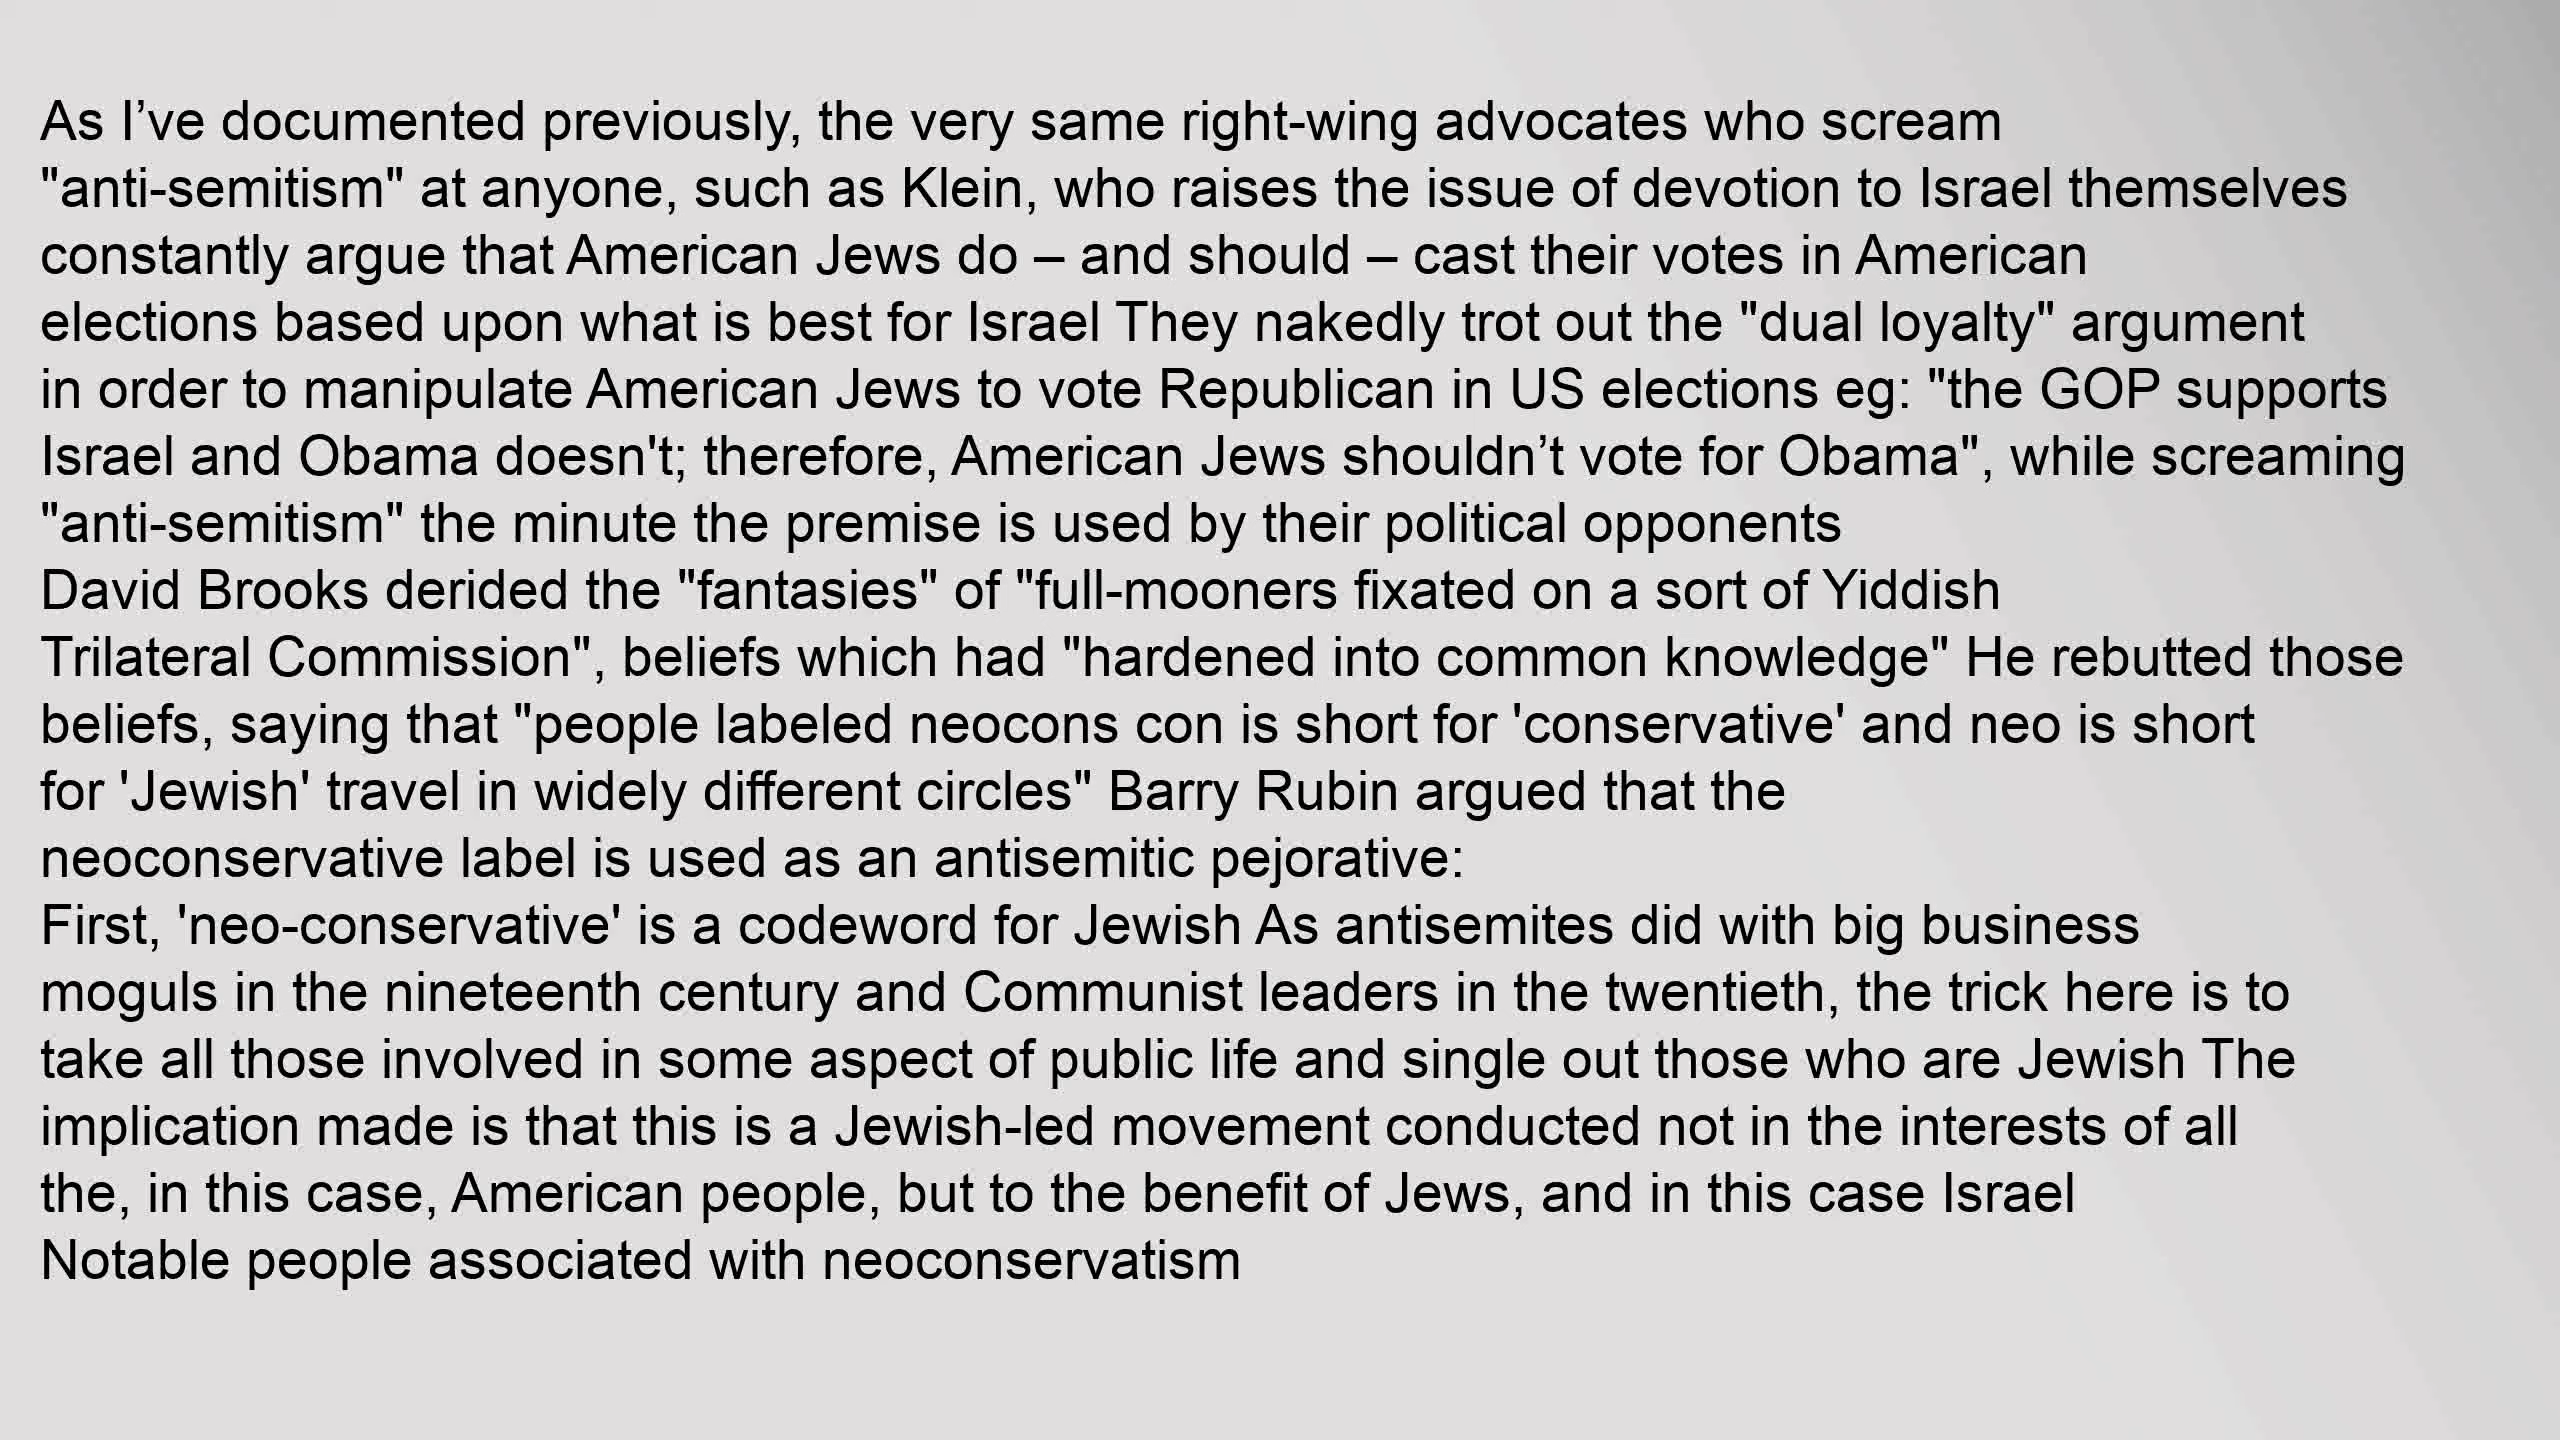 As I’ve documented previously, the very same right-wing advocates who scream
"anti-semitism" at anyone, such as Klein, who raises the issue of devotion to Israel themselves
constantly argue that American Jews do – and should – cast their votes in American
elections based upon what is best for Israel They nakedly trot out the "dual loyalty" argument
in order to manipulate American Jews to vote Republican in US elections eg: "the GOP supports
Israel and Obama doesn't; therefore, American Jews shouldn’t vote for Obama", while screaming
"anti-semitism" the minute the premise is used by their political opponents
David Brooks derided the "fantasies" of "full-mooners fixated on a sort of Yiddish
Trilateral Commission", beliefs which had "hardened into common knowledge" He rebutted those
beliefs, saying that "people labeled neocons con is short for 'conservative' and neo is short
for 'Jewish' travel in widely different circles" Barry Rubin argued that the
neoconservative label is used as an antisemitic pejorative:
First, 'neo-conservative' is a codeword for Jewish As antisemites did with big business
moguls in the nineteenth century and Communist leaders in the twentieth, the trick here is to
take all those involved in some aspect of public life and single out those who are Jewish The
implication made is that this is a Jewish-led movement conducted not in the interests of all
the, in this case, American people, but to the benefit of Jews, and in this case Israel
Notable people associated with neoconservatism